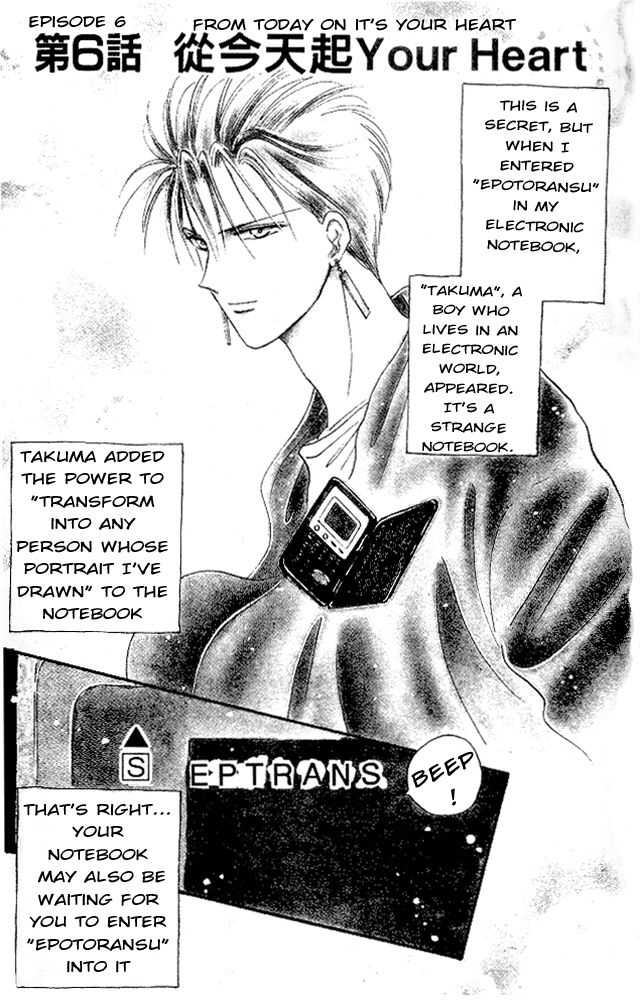 EPISODE 6 FROM TODAY ON IT'S YOUR HEART
第6話 從今天起Your Heart
THIS IS A
SECRET, BUT
WHEN I
ENTERED
"EPOTORANSU"
IN MY
ELECTRONIC
NOTEBOOK,
"TAKUMA", A
BOY WHO
LIVES IN AN
ELECTRONIC
WORLD,
APPEARED.
IT'S A
STRANGE
NOTEBOOK.
TAKUMA ADDED
THE POWER TO
"TRANSFORM
INTO ANY
PERSON WHOSE
PORTRAIT I'VE
DRAWN" TO THE
NOTEBOOK
S EPTRANS
BEEP
!
THAT'S RIGHT...
YOUR
NOTEBOOK
MAY ALSO BE
WAITING FOR
YOU TO ENTER
"EPOTORANSU"
INTO IT